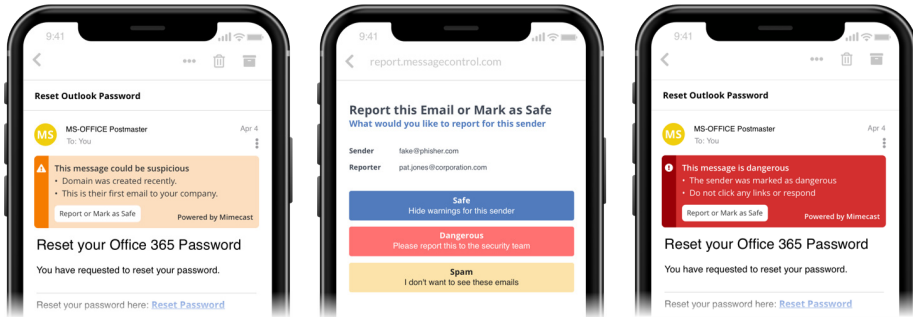 9:41
Reset Outlook Password
MS
MS-OFFICE Postmaster
Apr 4
To: You
This message could be suspicious
• Domain was created recently.
• This is their first email to your company.
Report or Mark as Safe
Powered by Mimecast
Reset your Office 365 Password
You have requested to reset your password.
Reset your password here: Reset Password
9:41
report.messagecontrol.com
Report this Email or Mark as Safe
What would you like to report for this sender
Sender fake@phisher.com
Reporter pat.jones@corporation.com
Safe
Hide warnings for this sender
Dangerous
Please report this to the security team
Spam
I don't want to see these emails
9:41
Reset Outlook Password
MS
MS-OFFICE Postmaster
Apr 4
To: You
This message is dangerous
• The sender was marked as dangerous
• Do not click any links or respond
Report or Mark as Safe
Powered by Mimecast
Reset your Office 365 Password
You have requested to reset your password.
Reset your password here: Reset Password